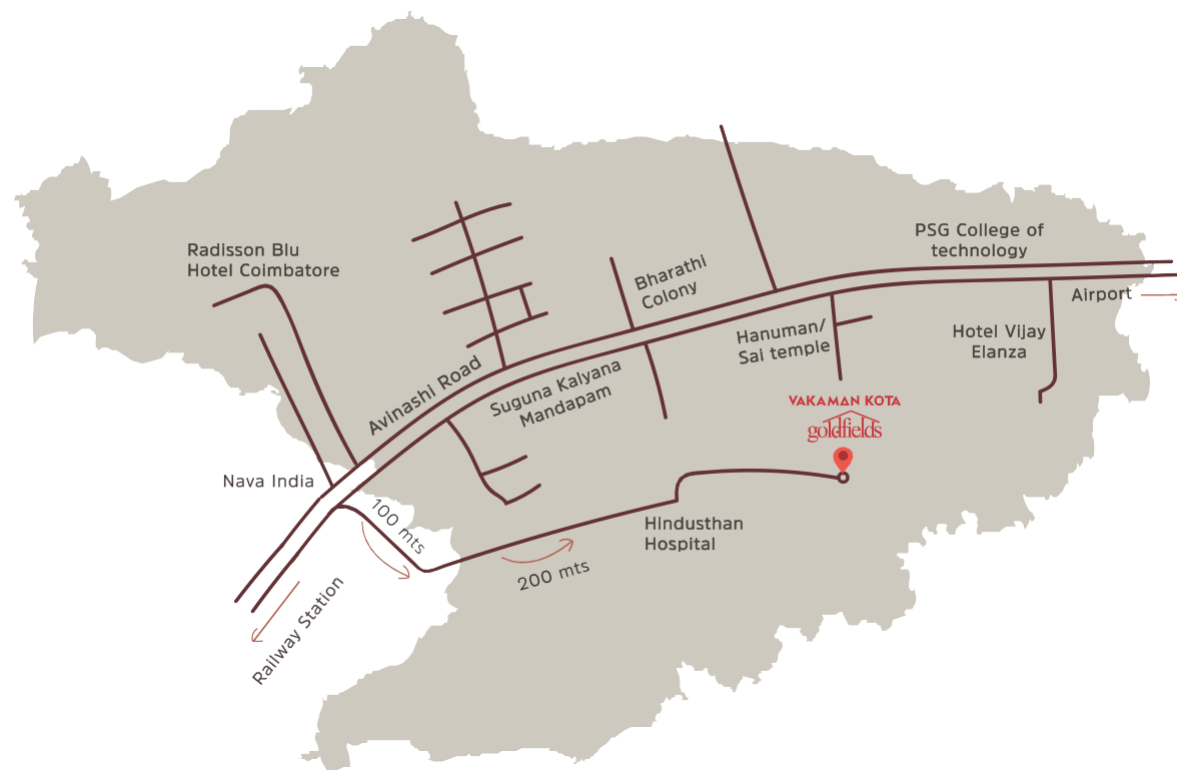 PSG College of
technology
Radisson Blu
Hotel Coimbatore
Bharathi
Colony
Airport
Hanuman/
Sai temple
Hotel Vijay
Elanza
Avinashi Road
Suguna Kalyana
Mandapam
VAKAMAN KOTA
goldfields
Nava India
100 mts
Hindusthan
Hospital
200 mts
Railway Station